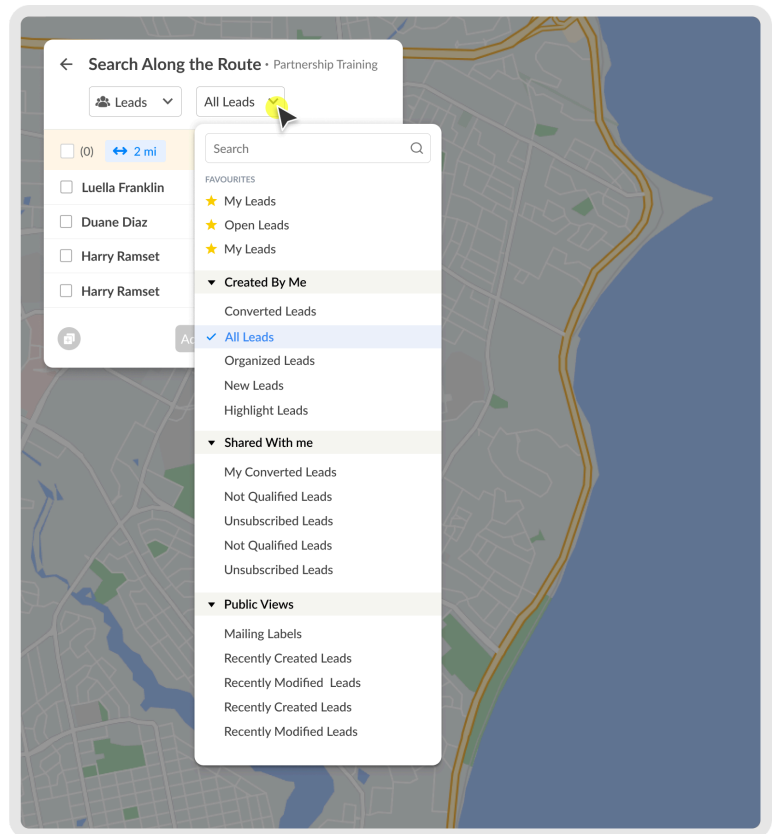 Search Along the Route • Partnership Training
Leads
All Leads
(0)
2 mi
Luella Franklin
Duane Diaz
Harry Ramset
Harry Ramset
Search
FAVOURITES
My Leads
Open Leads
My Leads
Created By Me
Converted Leads
All Leads
Organized Leads
New Leads
Highlight Leads
Shared With me
My Converted Leads
Not Qualified Leads
Unsubscribed Leads
Not Qualified Leads
Unsubscribed Leads
Public Views
Mailing Labels
Recently Created Leads
Recently Modified Leads
Recently Created Leads
Recently Modified Leads